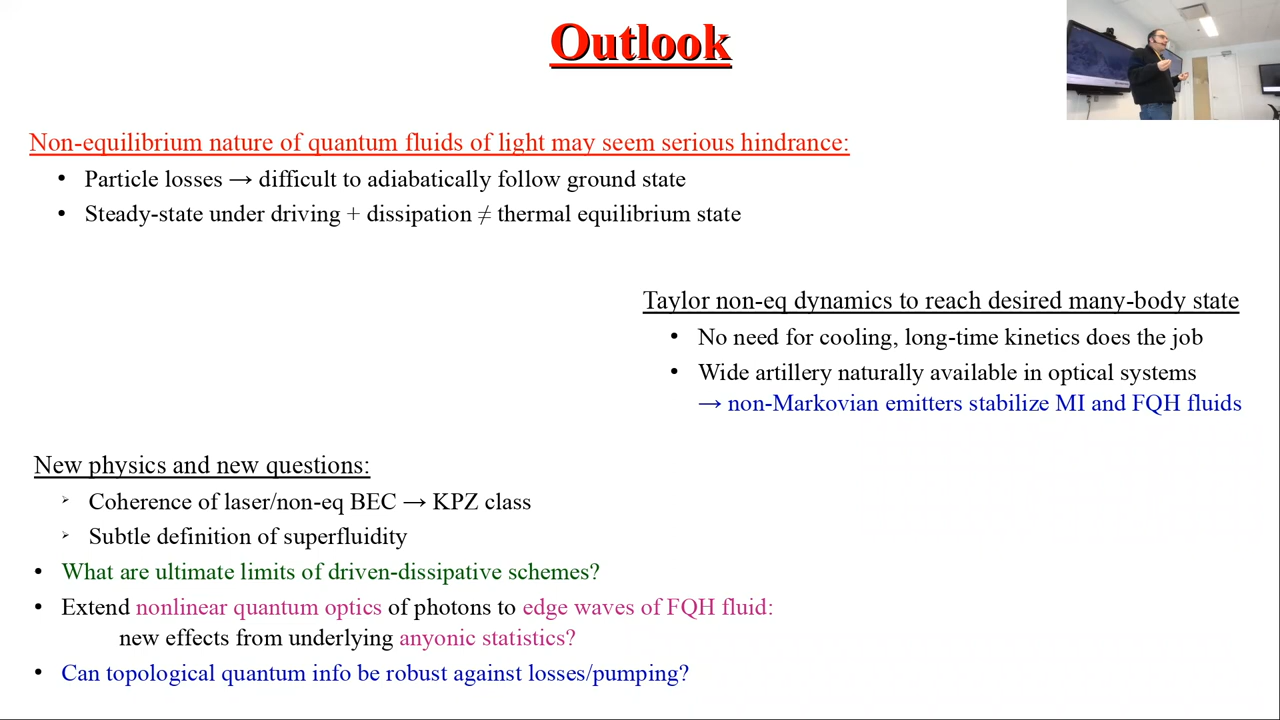 Outlook
Non-equilibrium nature of quantum fluids of light may seem serious hindrance:
• Particle losses → difficult to adiabatically follow ground state
• Steady-state under driving + dissipation ≠ thermal equilibrium state
Taylor non-eq dynamics to reach desired many-body state
• No need for cooling, long-time kinetics does the job
• Wide artillery naturally available in optical systems
→ non-Markovian emitters stabilize MI and FQH fluids
New physics and new questions:
➢ Coherence of laser/non-eq BEC → KPZ class
➢ Subtle definition of superfluidity
• What are ultimate limits of driven-dissipative schemes?
• Extend nonlinear quantum optics of photons to edge waves of FQH fluid:
new effects from underlying anyonic statistics?
• Can topological quantum info be robust against losses/pumping?